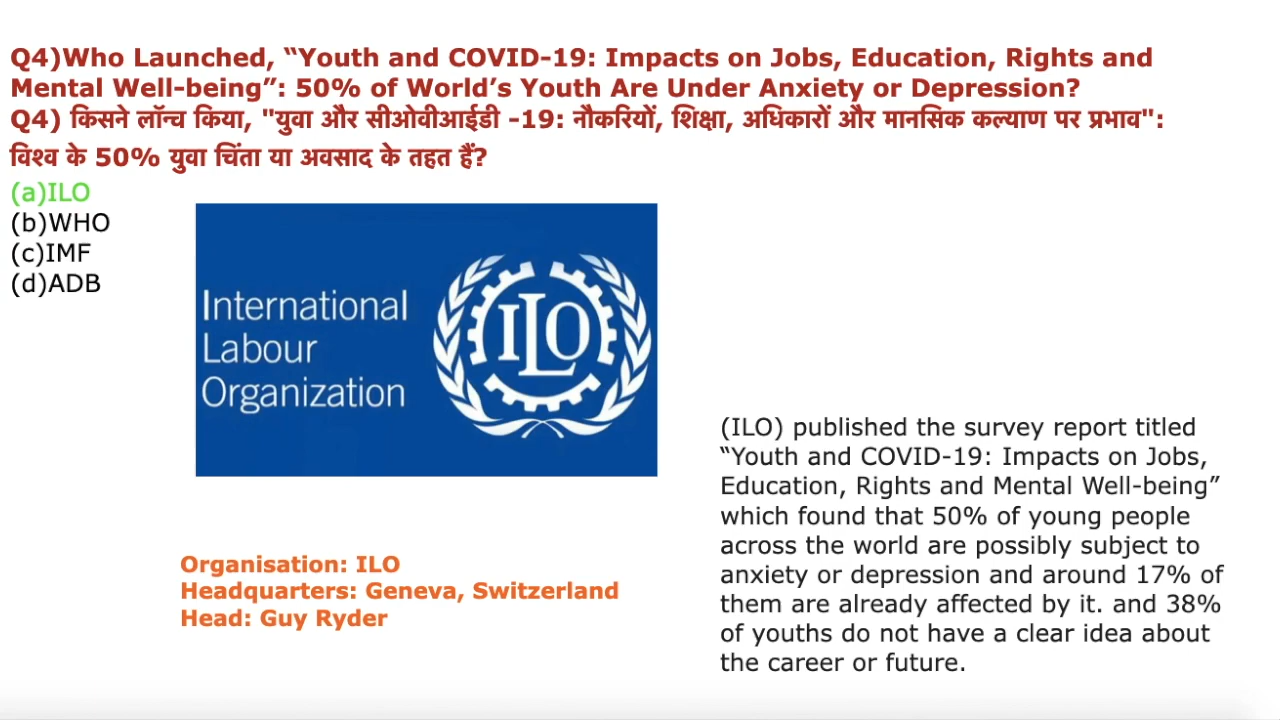 Q4)Who Launched, “Youth and COVID-19: Impacts on Jobs, Education, Rights and
Mental Well-being”: 50% of World’s Youth Are Under Anxiety or Depression?
Q4) किसने लॉन्च किया, "युवा और सीओवीआईडी -19: नौकरियों, शिक्षा, अधिकारों और मानसिक कल्याण पर प्रभाव":
विश्व के 50% युवा चिंता या अवसाद के तहत हैं?
(a)ILO
(b)WHO
(c)IMF
(d)ADB
International
Labour
Organization
ILO
(ILO) published the survey report titled
“Youth and COVID-19: Impacts on Jobs,
Education, Rights and Mental Well-being”
which found that 50% of young people
across the world are possibly subject to
anxiety or depression and around 17% of
them are already affected by it. and 38%
of youths do not have a clear idea about
the career or future.
Organisation: ILO
Headquarters: Geneva, Switzerland
Head: Guy Ryder